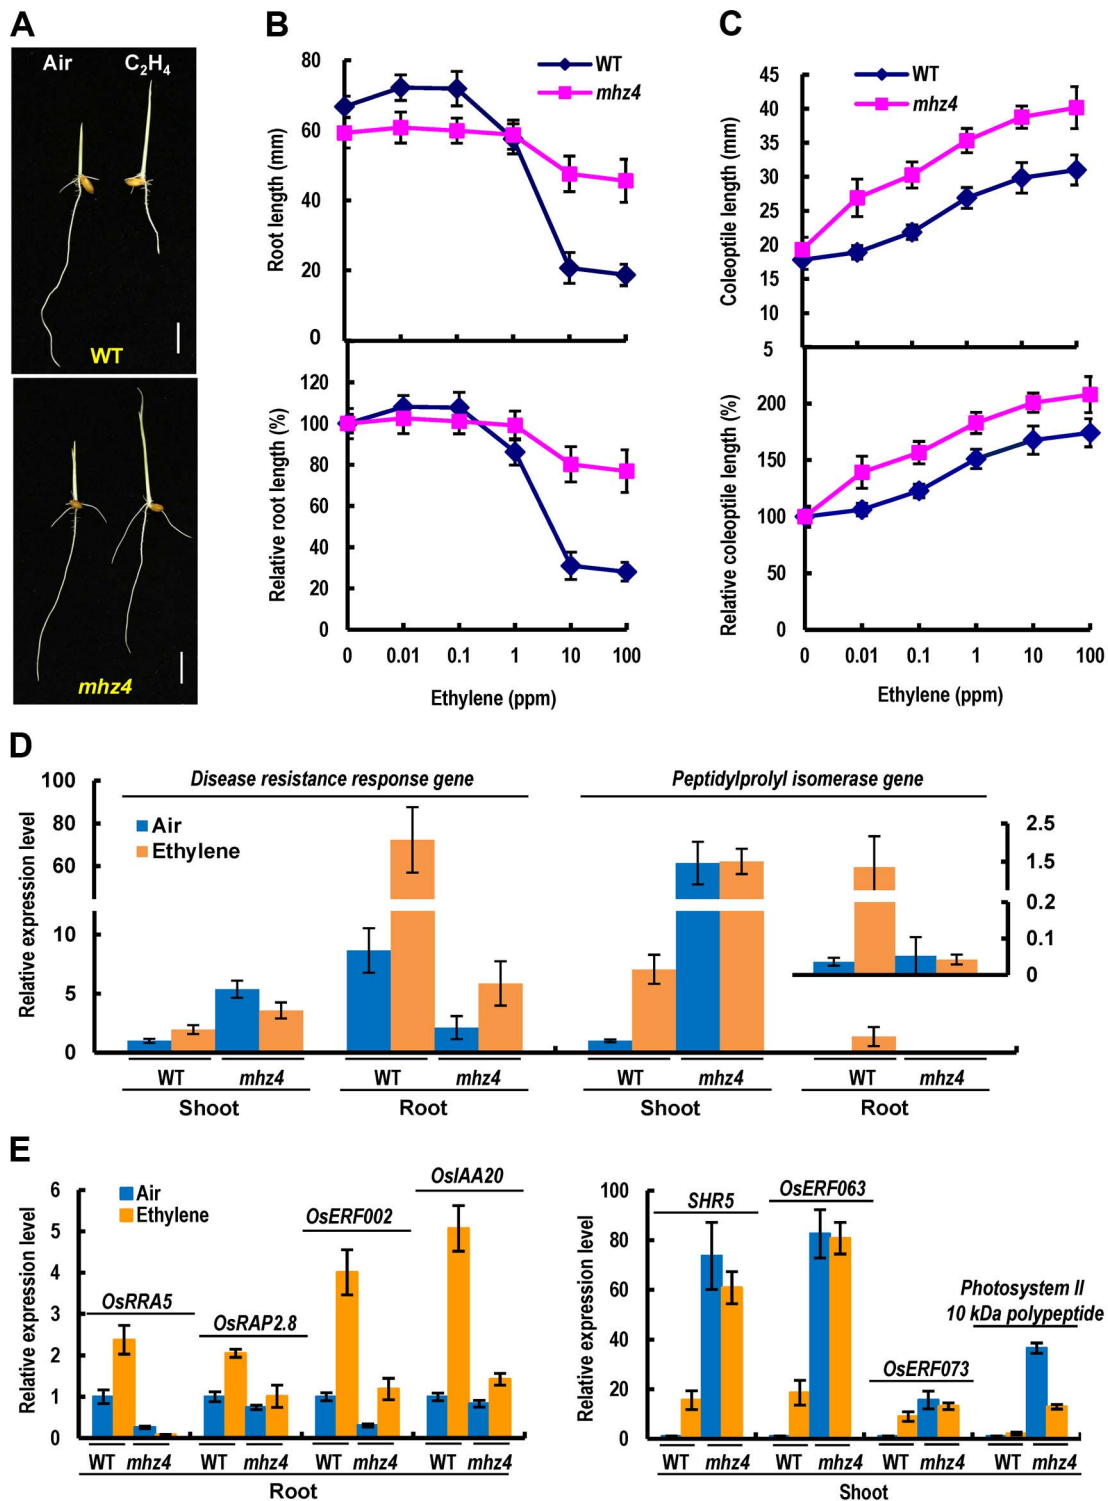 A
Air
C2H4
WT
mhz4
B
WT
mhz4
80
60
40
20
0
Root length (mm)
120
100
80
60
40
20
0
Relative root length (%)
0 0.01 0.1 1 10 100
Ethylene (ppm)
C
WT
mhz4
45
40
35
30
25
20
15
10
5
Coleoptile length (mm)
200
150
100
50
0
Relative coleoptile length (%)
0 0.01 0.1 1 10 100
Ethylene (ppm)
D
Disease resistance response gene
Peptidylprolyl isomerase gene
Air
Ethylene
100
80
60
10
5
0
Relative expression level
2.5
1.5
0.2
0.1
0
WT mhz4 WT mhz4 WT mhz4 WT mhz4
Shoot Root Shoot Root
E
Air
Ethylene
6
5
4
3
2
1
0
Relative expression level
OsRRA5
OsRAP2.8
OsERF002
OsIAA20
WT mhz4 WT mhz4 WT mhz4 WT mhz4
Root
100
80
60
40
20
0
Relative expression level
SHR5
OsERF063
OsERF073
Photosystem II
10 kDa polypeptide
WT mhz4 WT mhz4 WT mhz4 WT mhz4
Shoot